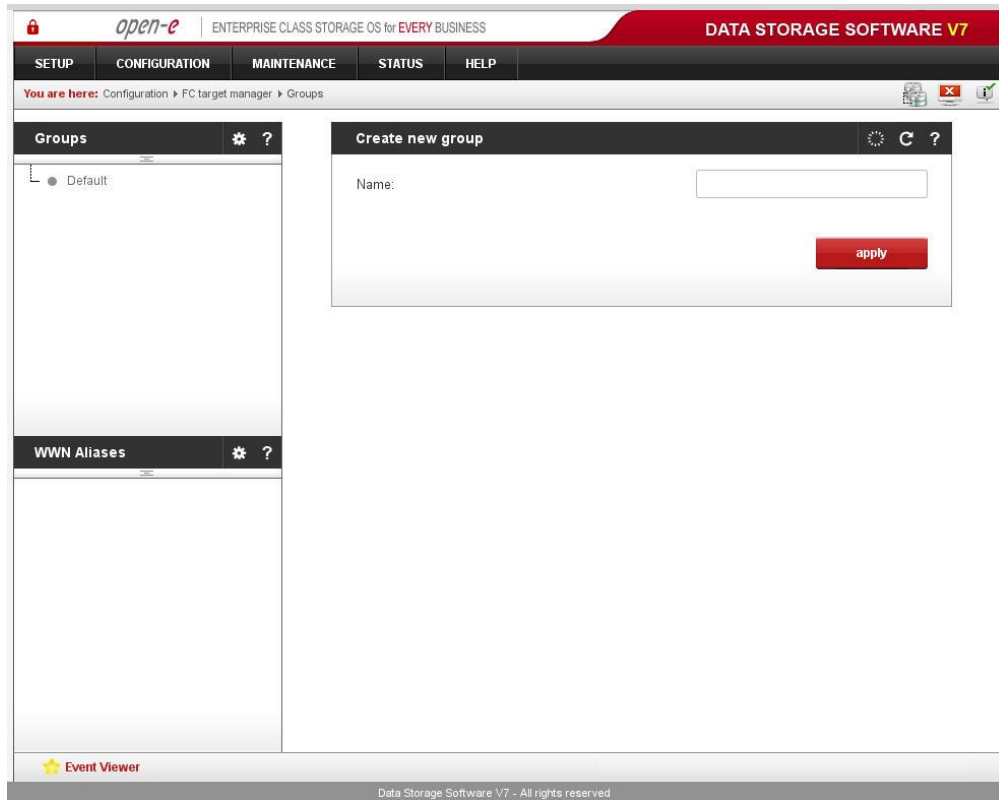 open-e ENTERPRISE CLASS STORAGE OS for EVERY BUSINESS DATA STORAGE SOFTWARE V7
SETUP CONFIGURATION MAINTENANCE STATUS HELP
You are here: Configuration FC target manager Groups
Groups ?
Default
Create new group ?
Name:
apply
WWN Aliases ?
Event Viewer
Data Storage Software V7 - All rights reserved